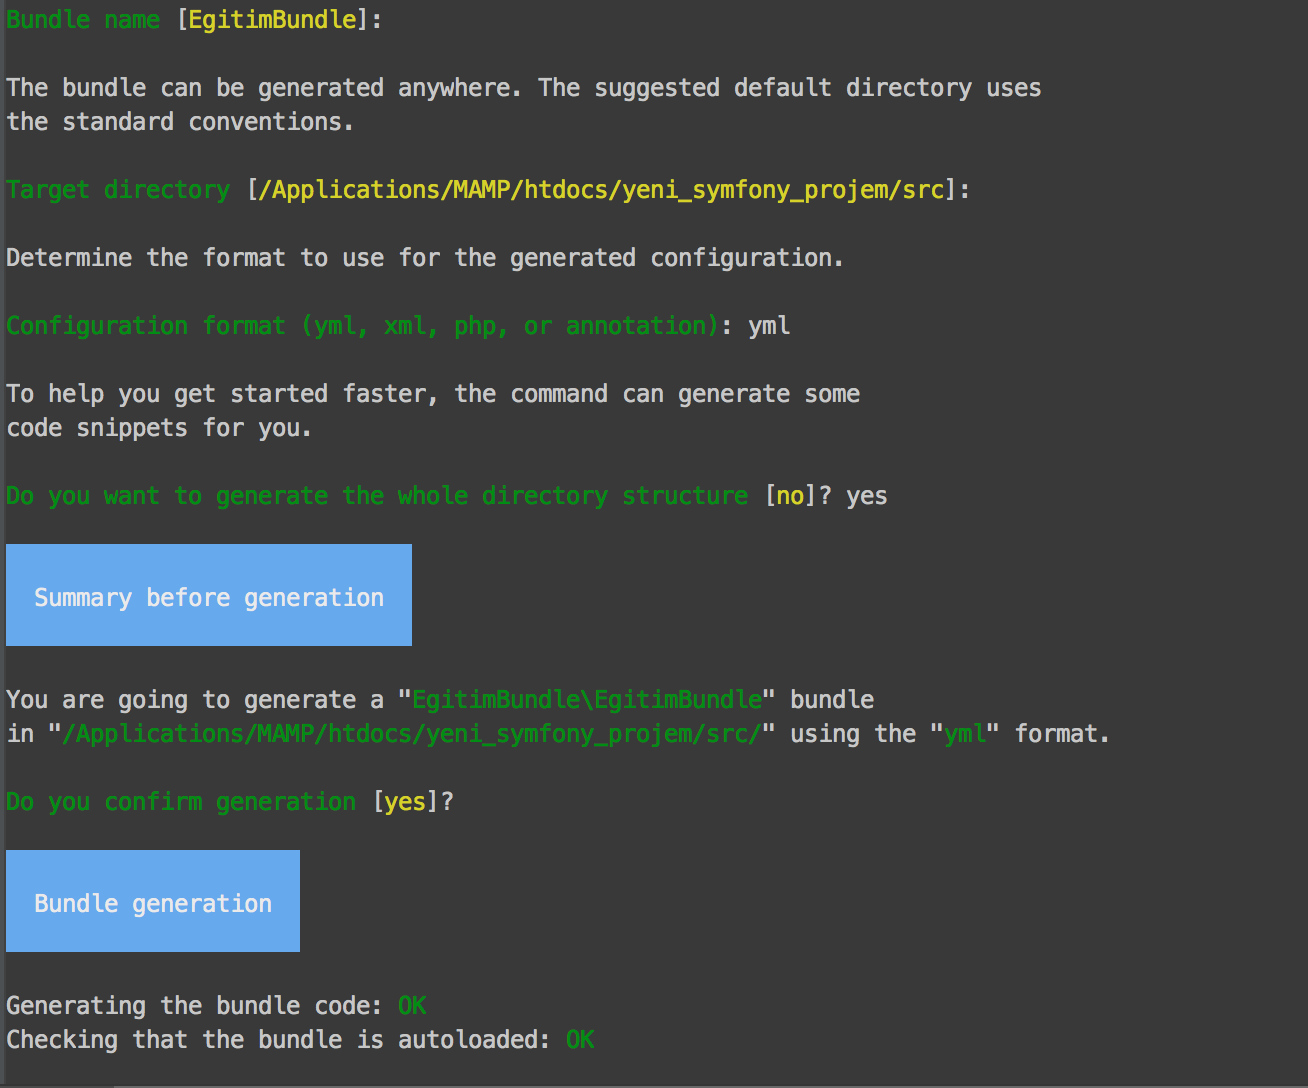 Bundle name [EgitimBundle]:
The bundle can be generated anywhere. The suggested default directory uses
the standard conventions.
Target directory [/Applications/MAMP/htdocs/yeni_symfony_projem/src]:
Determine the format to use for the generated configuration.
Configuration format (yml, xml, php, or annotation): yml
To help you get started faster, the command can generate some
code snippets for you.
Do you want to generate the whole directory structure [no]? yes
Summary before generation
You are going to generate a "EgitimBundle\EgitimBundle" bundle
in "/Applications/MAMP/htdocs/yeni_symfony_projem/src/" using the "yml" format.
Do you confirm generation [yes]?
Bundle generation
Generating the bundle code: OK
Checking that the bundle is autoloaded: OK